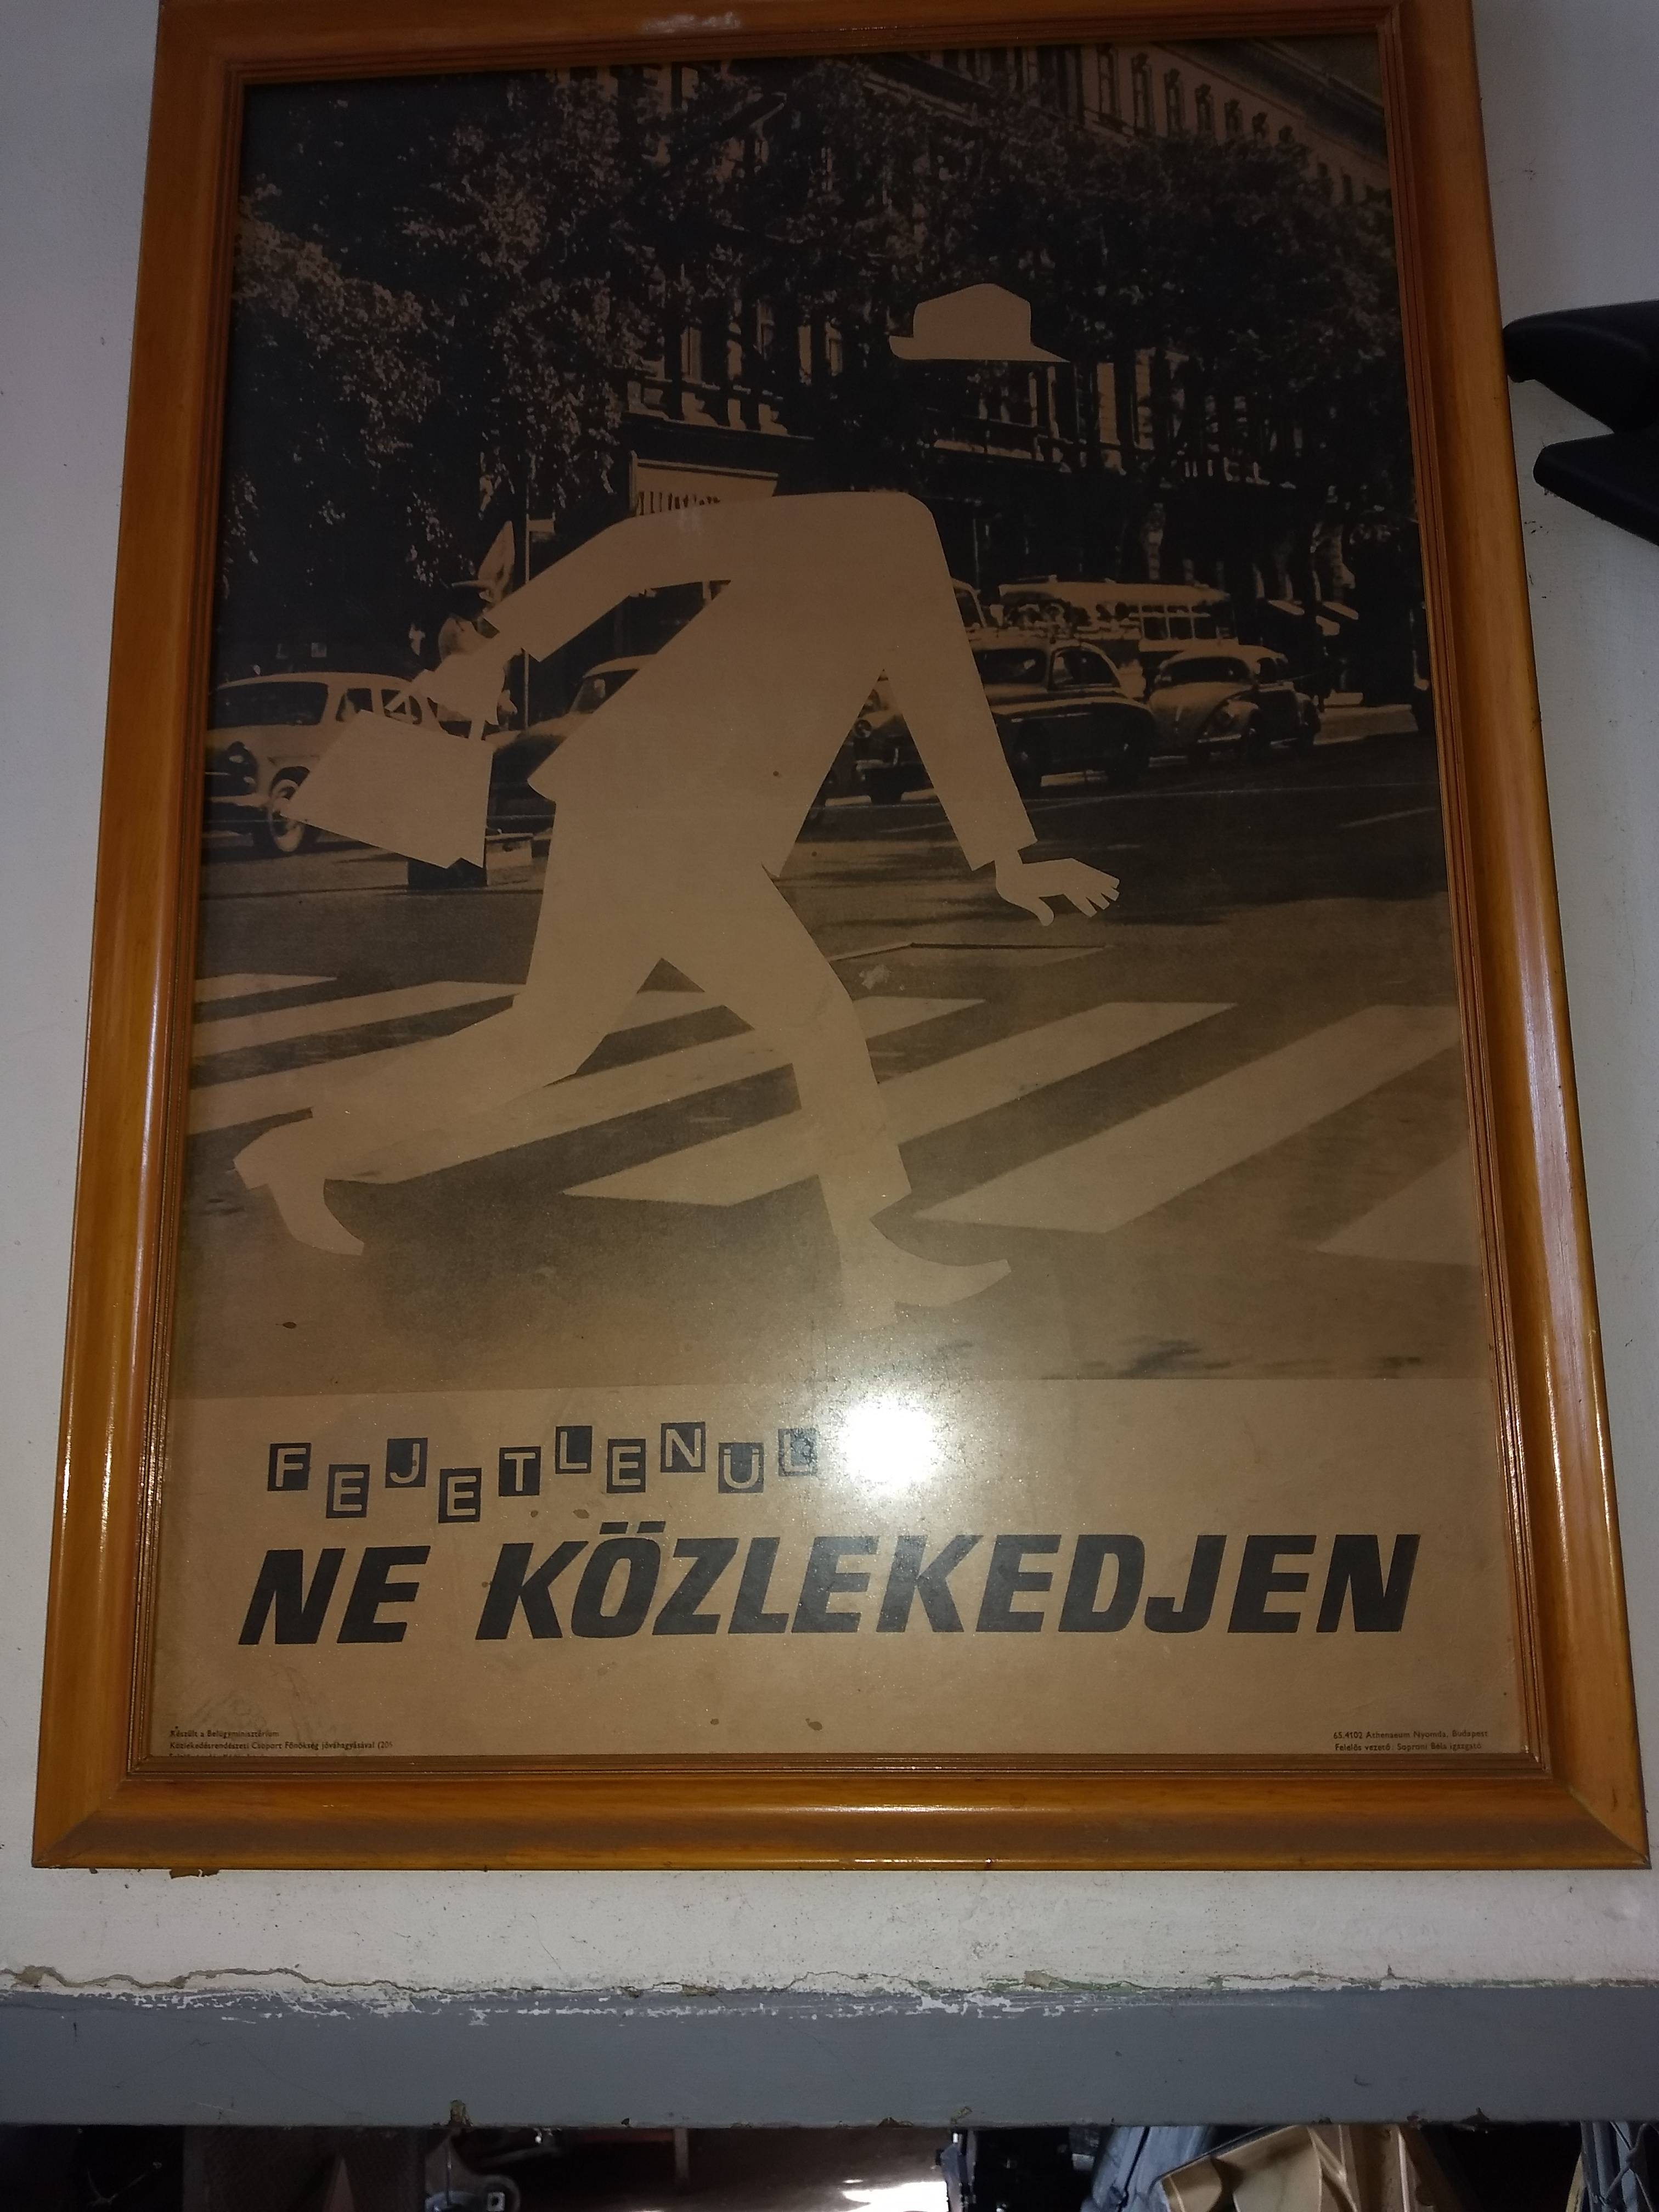 FEJETLENÜL
NE KÖZLEKEDJEN
Készült a Belügyminisztérium
Közlekedésrendészeti Csoport Főnökség jóváhagyásával (20)
65.4102 Athenaeum Nyomda, Budapest
Felelős vezető: Soproni Béla igazgató